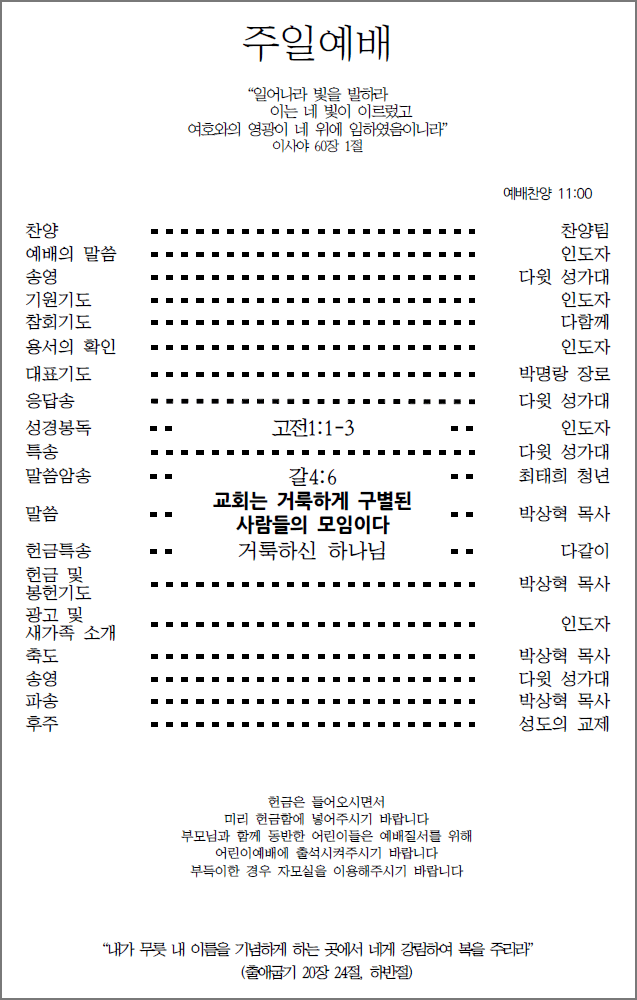 주일예배
“일어나라 빛을 발하라
이는 네 빛이 이르렀고
여호와의 영광이 네 위에 임하였음이니라”
이사야 60장 1절
예배찬양 11:00
찬양 찬양팀
예배의 말씀 인도자
송영 다윗 성가대
기원기도 인도자
참회기도 다함께
용서의 확인 인도자
대표기도 박명랑 장로
응답송 다윗 성가대
성경봉독 고전1:1-3 인도자
특송 다윗 성가대
말씀암송 갈4:6 최태희 청년
말씀 교회는 거룩하게 구별된
사람들의 모임이다 박상혁 목사
헌금특송 거룩하신 하나님 다같이
헌금 및
봉헌기도 박상혁 목사
광고 및
새가족 소개 인도자
축도 박상혁 목사
송영 다윗 성가대
파송 박상혁 목사
후주 성도의 교제
헌금은 들어오시면서
미리 헌금함에 넣어주시기 바랍니다
부모님과 함께 동반한 어린이들은 예배질서를 위해
어린이예배에 출석시켜주시기 바랍니다
부득이한 경우 자모실을 이용해주시기 바랍니다
“내가 무릇 내 이름을 기념하게 하는 곳에서 네게 강림하여 복을 주리라”
(출애굽기 20장 24절, 하반절)